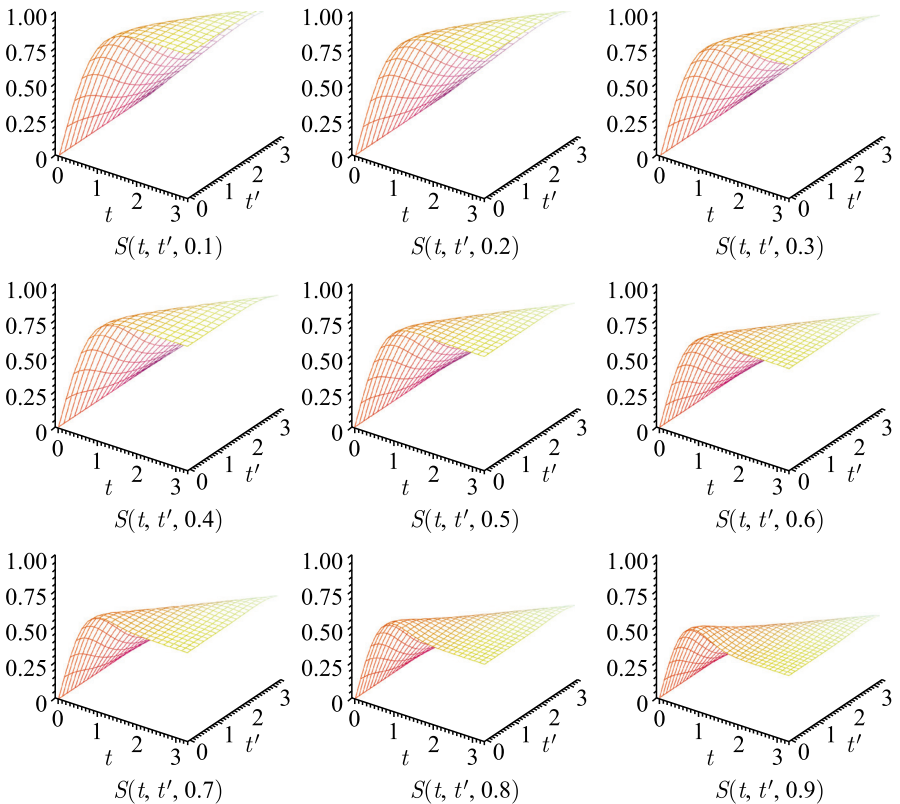 1.00 1.00 1.00
0.75 0.75 0.75
0.50 0.50 0.50
0.25 0.25 0.25
0 0 0
0 1 2 3 t 0 1 2 3 t′ 0 1 2 3 t 0 1 2 3 t′ 0 1 2 3 t 0 1 2 3 t′
S(t, t′, 0.1) S(t, t′, 0.2) S(t, t′, 0.3)
1.00 1.00 1.00
0.75 0.75 0.75
0.50 0.50 0.50
0.25 0.25 0.25
0 0 0
0 1 2 3 t 0 1 2 3 t′ 0 1 2 3 t 0 1 2 3 t′ 0 1 2 3 t 0 1 2 3 t′
S(t, t′, 0.4) S(t, t′, 0.5) S(t, t′, 0.6)
1.00 1.00 1.00
0.75 0.75 0.75
0.50 0.50 0.50
0.25 0.25 0.25
0 0 0
0 1 2 3 t 0 1 2 3 t′ 0 1 2 3 t 0 1 2 3 t′ 0 1 2 3 t 0 1 2 3 t′
S(t, t′, 0.7) S(t, t′, 0.8) S(t, t′, 0.9)